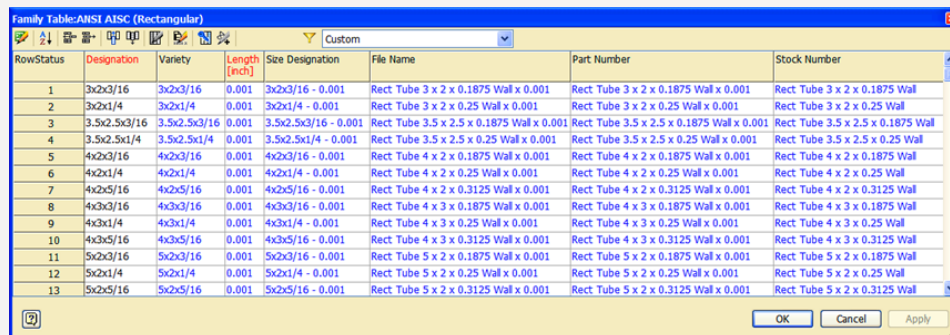 Family Table:ANSI AISC (Rectangular)
Custom
RowStatus Designation Variety Length [inch] Size Designation File Name Part Number Stock Number
1 3x2x3/16 3x2x3/16 0.001 3x2x3/16 - 0.001 Rect Tube 3 x 2 x 0.1875 Wall x 0.001 Rect Tube 3 x 2 x 0.1875 Wall x 0.001 Rect Tube 3 x 2 x 0.1875 Wall
2 3x2x1/4 3x2x1/4 0.001 3x2x1/4 - 0.001 Rect Tube 3 x 2 x 0.25 Wall x 0.001 Rect Tube 3 x 2 x 0.25 Wall x 0.001 Rect Tube 3 x 2 x 0.25 Wall
3 3.5x2.5x3/16 3.5x2.5x3/16 0.001 3.5x2.5x3/16 - 0.001 Rect Tube 3.5 x 2.5 x 0.1875 Wall x 0.001 Rect Tube 3.5 x 2.5 x 0.1875 Wall x 0.001 Rect Tube 3.5 x 2.5 x 0.1875 Wall
4 3.5x2.5x1/4 3.5x2.5x1/4 0.001 3.5x2.5x1/4 - 0.001 Rect Tube 3.5 x 2.5 x 0.25 Wall x 0.001 Rect Tube 3.5 x 2.5 x 0.25 Wall x 0.001 Rect Tube 3.5 x 2.5 x 0.25 Wall
5 4x2x3/16 4x2x3/16 0.001 4x2x3/16 - 0.001 Rect Tube 4 x 2 x 0.1875 Wall x 0.001 Rect Tube 4 x 2 x 0.1875 Wall x 0.001 Rect Tube 4 x 2 x 0.1875 Wall
6 4x2x1/4 4x2x1/4 0.001 4x2x1/4 - 0.001 Rect Tube 4 x 2 x 0.25 Wall x 0.001 Rect Tube 4 x 2 x 0.25 Wall x 0.001 Rect Tube 4 x 2 x 0.25 Wall
7 4x2x5/16 4x2x5/16 0.001 4x2x5/16 - 0.001 Rect Tube 4 x 2 x 0.3125 Wall x 0.001 Rect Tube 4 x 2 x 0.3125 Wall x 0.001 Rect Tube 4 x 2 x 0.3125 Wall
8 4x3x3/16 4x3x3/16 0.001 4x3x3/16 - 0.001 Rect Tube 4 x 3 x 0.1875 Wall x 0.001 Rect Tube 4 x 3 x 0.1875 Wall x 0.001 Rect Tube 4 x 3 x 0.1875 Wall
9 4x3x1/4 4x3x1/4 0.001 4x3x1/4 - 0.001 Rect Tube 4 x 3 x 0.25 Wall x 0.001 Rect Tube 4 x 3 x 0.25 Wall x 0.001 Rect Tube 4 x 3 x 0.25 Wall
10 4x3x5/16 4x3x5/16 0.001 4x3x5/16 - 0.001 Rect Tube 4 x 3 x 0.3125 Wall x 0.001 Rect Tube 4 x 3 x 0.3125 Wall x 0.001 Rect Tube 4 x 3 x 0.3125 Wall
11 5x2x3/16 5x2x3/16 0.001 5x2x3/16 - 0.001 Rect Tube 5 x 2 x 0.1875 Wall x 0.001 Rect Tube 5 x 2 x 0.1875 Wall x 0.001 Rect Tube 5 x 2 x 0.1875 Wall
12 5x2x1/4 5x2x1/4 0.001 5x2x1/4 - 0.001 Rect Tube 5 x 2 x 0.25 Wall x 0.001 Rect Tube 5 x 2 x 0.25 Wall x 0.001 Rect Tube 5 x 2 x 0.25 Wall
13 5x2x5/16 5x2x5/16 0.001 5x2x5/16 - 0.001 Rect Tube 5 x 2 x 0.3125 Wall x 0.001 Rect Tube 5 x 2 x 0.3125 Wall x 0.001 Rect Tube 5 x 2 x 0.3125 Wall
OK Cancel Apply